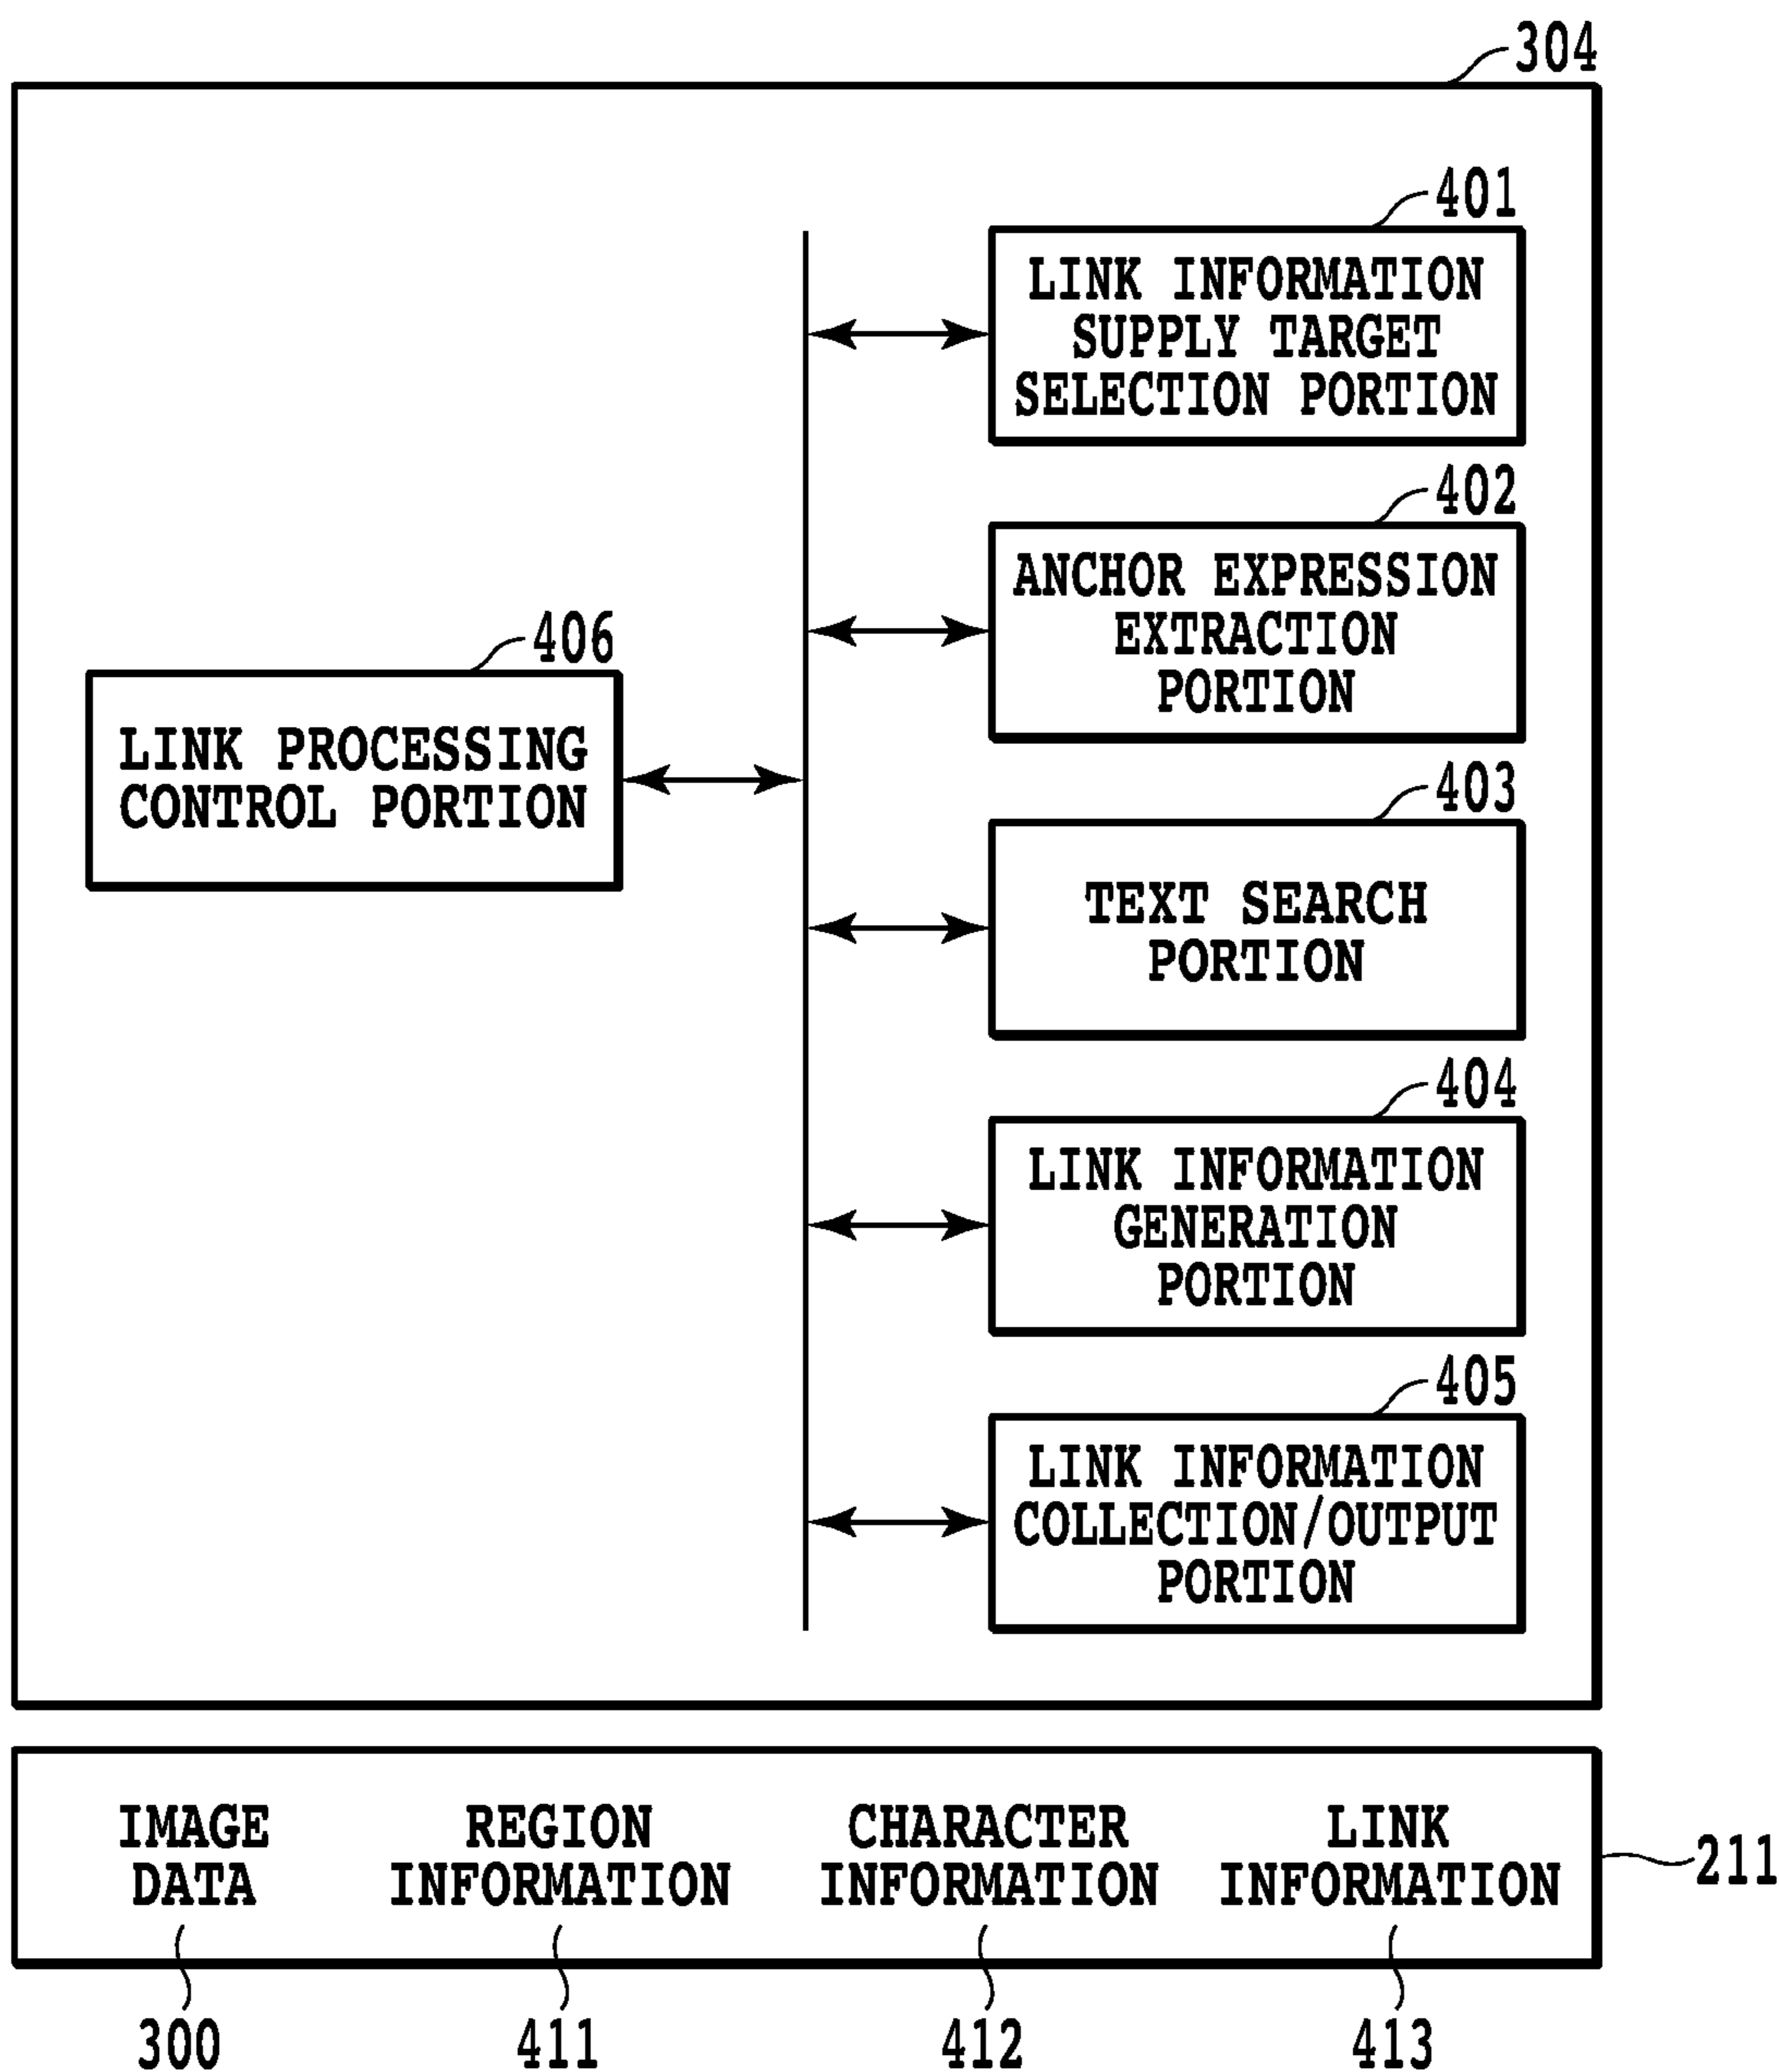 304
401
LINK INFORMATION
SUPPLY TARGET
SELECTION PORTION
402
ANCHOR EXPRESSION
EXTRACTION
PORTION
406
LINK PROCESSING
CONTROL PORTION
403
TEXT SEARCH
PORTION
404
LINK INFORMATION
GENERATION
PORTION
405
LINK INFORMATION
COLLECTION/OUTPUT
PORTION
IMAGE
DATA
REGION
INFORMATION
CHARACTER
INFORMATION
LINK
INFORMATION
211
300
411
412
413